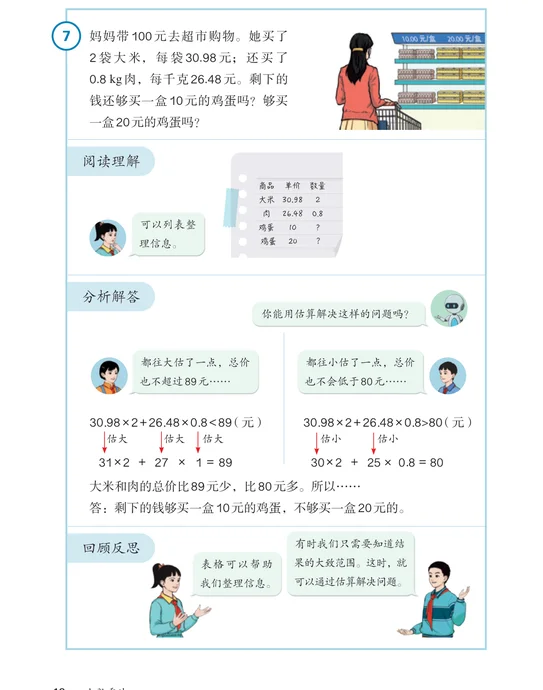 7
妈妈带100元去超市购物。她买了
2袋大米，每袋30.98元；还买了
0.8 kg肉，每千克26.48元。剩下的
钱还够买一盒10元的鸡蛋吗？够买
一盒20元的鸡蛋吗？
10.00 元/盒 20.00 元/盒
阅读理解
商品 单价 数量
大米 30.98 2
肉 26.48 0.8
鸡蛋 10 ?
鸡蛋 20 ?
可以列表整
理信息。
分析解答
你能用估算解决这样的问题吗？
都往大估了一点，总价
也不超过89元……
都往小估了一点，总价
也不会低于80元……
30.98×2+26.48×0.8<89（元）
估大 估大 估大
31×2 + 27 × 1 = 89
30.98×2+26.48×0.8>80（元）
估小 估小
30×2 + 25 × 0.8 = 80
大米和肉的总价比89元少，比80元多。所以……
答：剩下的钱够买一盒10元的鸡蛋，不够买一盒20元的。
回顾反思
表格可以帮助
我们整理信息。
有时我们只需要知道结
果的大致范围。这时，就
可以通过估算解决问题。